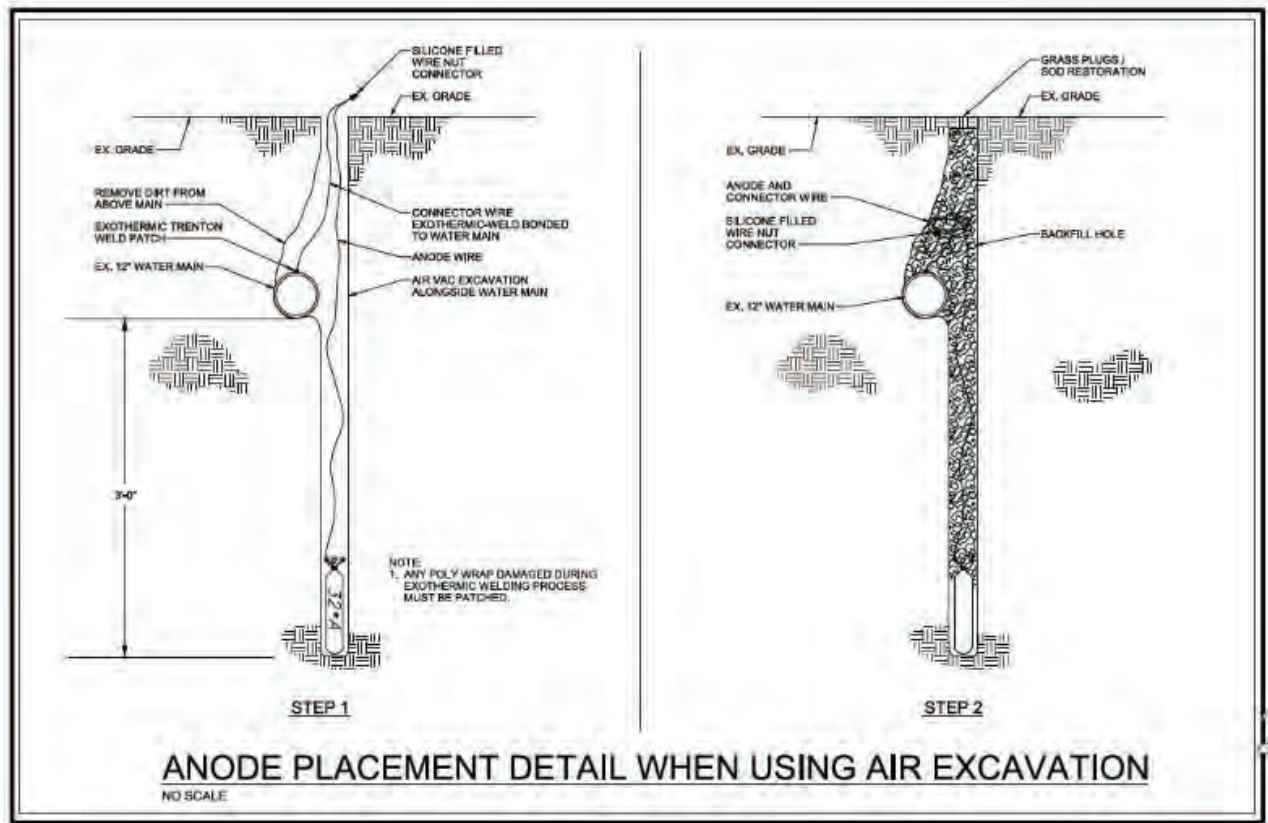 SILICONE FILLED
WIRE NUT
CONNECTOR
EX. GRADE
EX. GRADE
REMOVE DIRT FROM
ABOVE MAIN
EXOTHERMIC TRENTON
WELD PATCH
EX. 12" WATER MAIN
CONNECTOR WIRE
EXOTHERMIC-WELD BONDED
TO WATER MAIN
ANODE WIRE
AIR VAC EXCAVATION
ALONGSIDE WATER MAIN
3'-0"
NOTE:
1. ANY POLY WRAP DAMAGED DURING
EXOTHERMIC WELDING PROCESS
MUST BE PATCHED.
STEP 1
GRASS PLUGS /
SOD RESTORATION
EX. GRADE
EX. GRADE
ANODE AND
CONNECTOR WIRE
SILICONE FILLED
WIRE NUT
CONNECTOR
BACKFILL HOLE
EX. 12" WATER MAIN
STEP 2
ANODE PLACEMENT DETAIL WHEN USING AIR EXCAVATION
NO SCALE